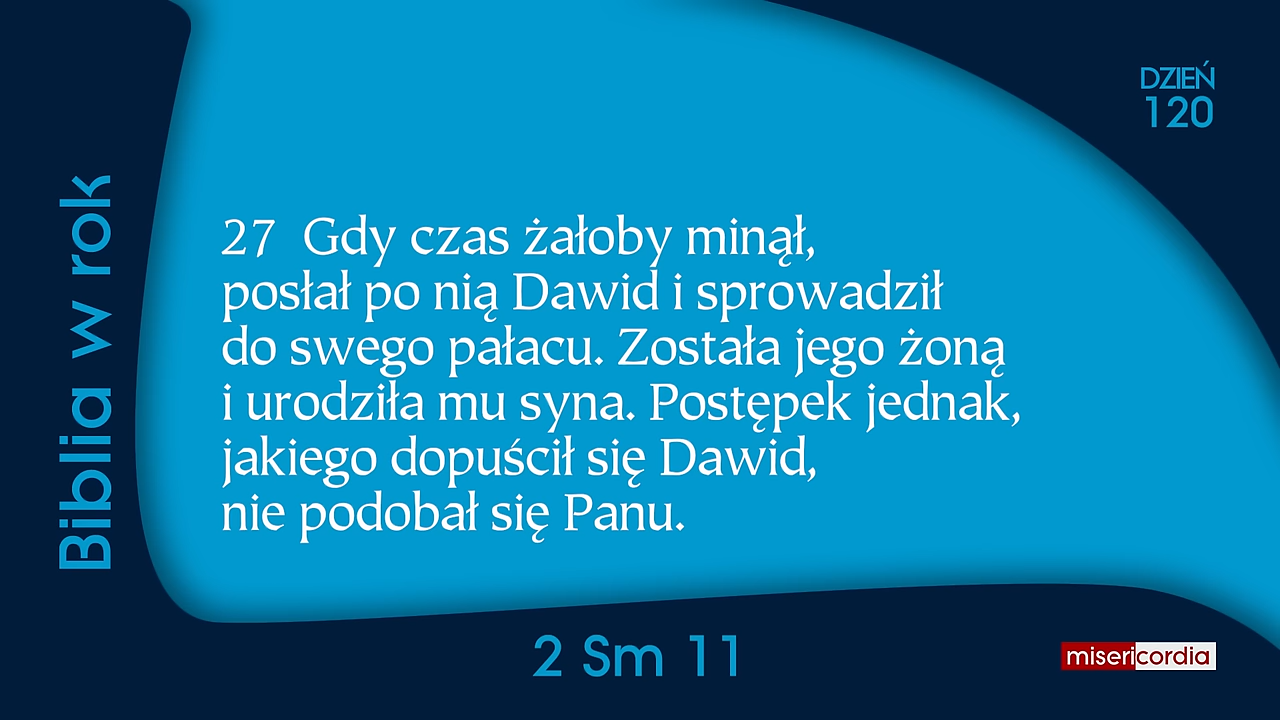 DZIEŃ
120
Biblia w rok
27 Gdy czas żałoby minął,
posłał po nią Dawid i sprowadził
do swego pałacu. Została jego żoną
i urodziła mu syna. Postępek jednak,
jakiego dopuścił się Dawid,
nie podobał się Panu.
2 Sm 11
misericordia